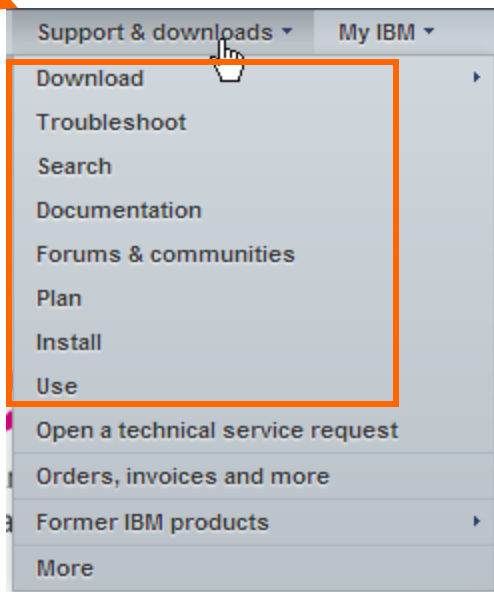 Support & downloads My IBM
Download
Troubleshoot
Search
Documentation
Forums & communities
Plan
Install
Use
Open a technical service request
Orders, invoices and more
Former IBM products
More